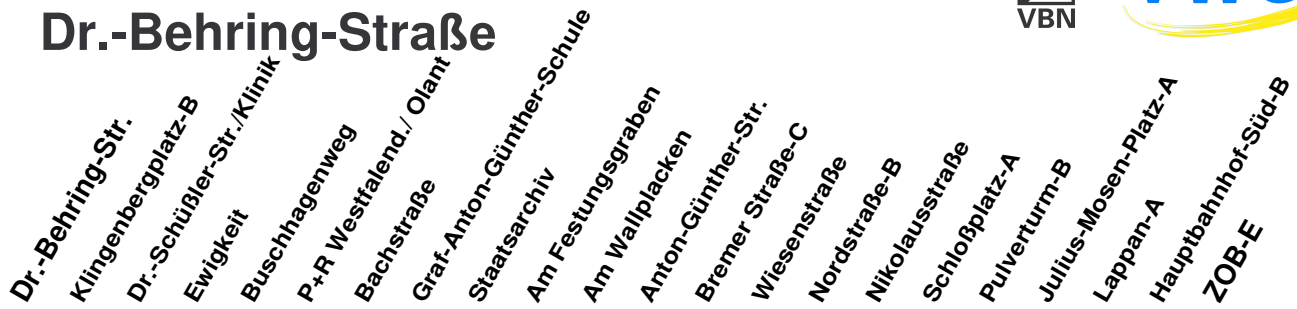 Dr.-Behring-Straße
VBN
Dr.-Behring-Str.
Klingenbergplatz-B
Dr.-Schüßler-Str./Klinik
Ewigkeit
Buschhagenweg
P+R Westfalend./ Olant
Bachstraße
Graf-Anton-Günther-Schule
Staatsarchiv
Am Festungsgraben
Am Wallplacken
Anton-Günther-Str.
Bremer Straße-C
Wiesenstraße
Nordstraße-B
Nikolausstraße
Schloßplatz-A
Pulverturm-B
Julius-Mosen-Platz-A
Lappan-A
Hauptbahnhof-Süd-B
ZOB-E